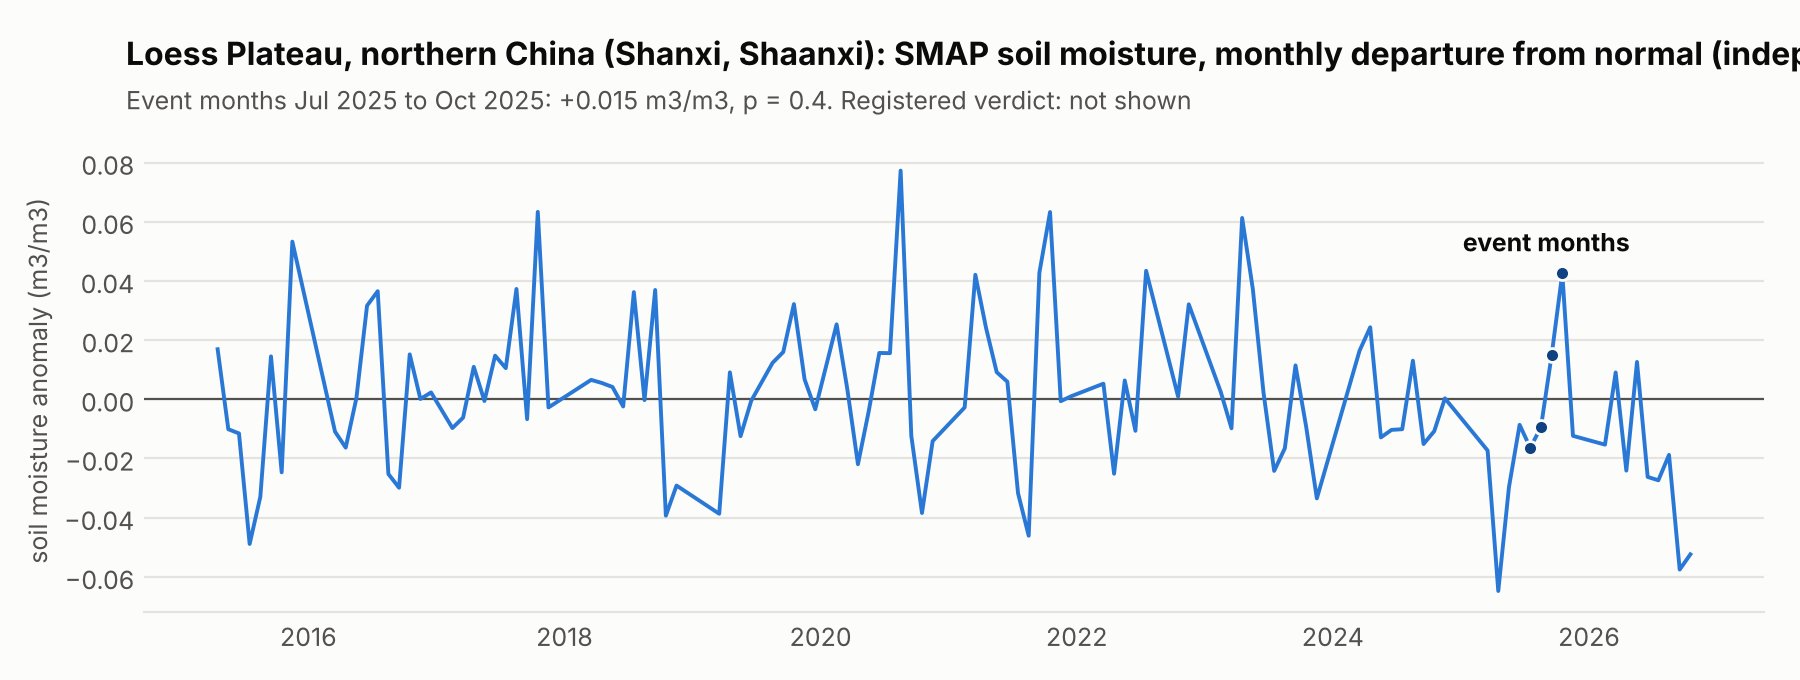 Loess Plateau, northern China (Shanxi, Shaanxi): SMAP soil moisture, monthly departure from normal (indep
Event months Jul 2025 to Oct 2025: +0.015 m3/m3, p = 0.4. Registered verdict: not shown
soil moisture anomaly (m3/m3)
0.08
0.06
0.04
0.02
0.00
−0.02
−0.04
−0.06
event months
2016 2018 2020 2022 2024 2026